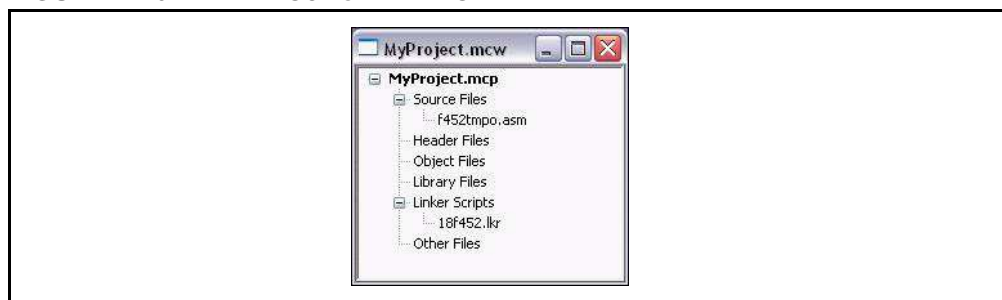 MyProject.mcw
MyProject.mcp
Source Files
f452tmpo.asm
Header Files
Object Files
Library Files
Linker Scripts
18f452.lkr
Other Files